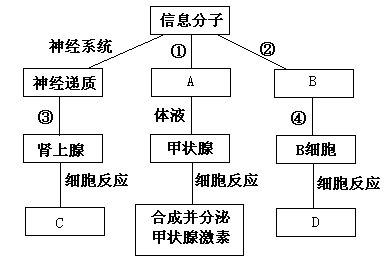 信息分子
神经系统 ① ②
神经递质 A B
③ 体液 ④
肾上腺 甲状腺 B细胞
细胞反应 细胞反应 细胞反应
C 合成并分泌 D
甲状腺激素